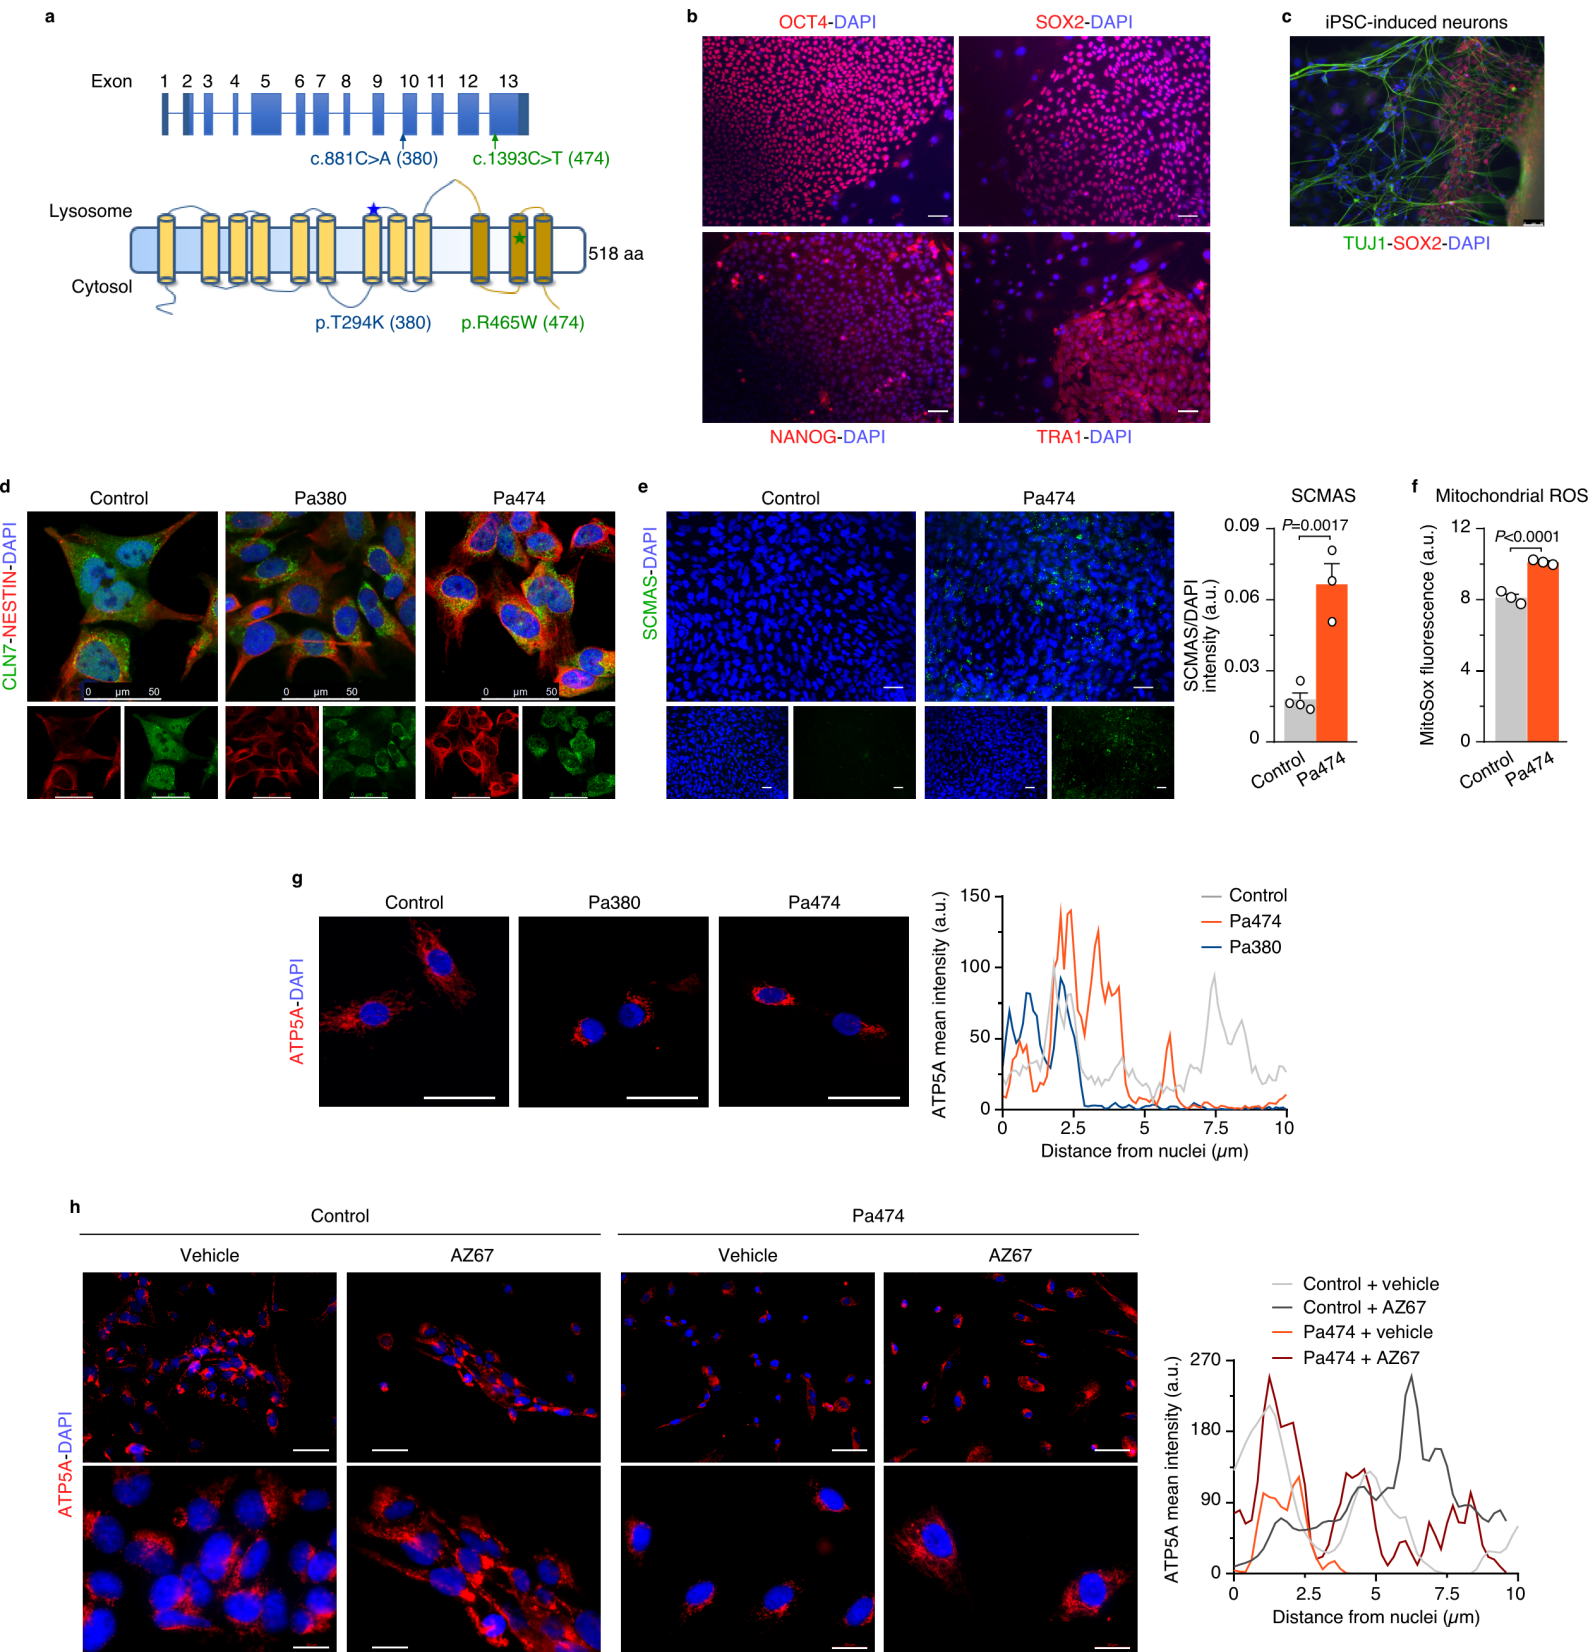 a
Exon 1 2 3 4 5 6 7 8 9 10 11 12 13
c.881C>A (380) c.1393C>T (474)
Lysosome
518 aa
Cytosol
p.T294K (380) p.R465W (474)
b
OCT4-DAPI SOX2-DAPI
NANOG-DAPI TRA1-DAPI
c
iPSC-induced neurons
TUJ1-SOX2-DAPI
d
Control Pa380 Pa474
CLN7-NESTIN-DAPI
0 µm 50 0 µm 50 0 µm 50
e
Control Pa474
SCMAS-DAPI
SCMAS
P=0.0017
SCMAS/DAPI
intensity (a.u.)
0.09
0.06
0.03
0
Control Pa474
f
Mitochondrial ROS
P<0.0001
MitoSox fluorescence (a.u.)
12
8
4
0
Control Pa474
g
Control Pa380 Pa474
ATP5A-DAPI
ATP5A mean intensity (a.u.)
150
100
50
0
0 2.5 5 7.5 10
Distance from nuclei (µm)
Control
Pa474
Pa380
h
Control Pa474
Vehicle AZ67 Vehicle AZ67
ATP5A-DAPI
Control + vehicle
Control + AZ67
Pa474 + vehicle
Pa474 + AZ67
ATP5A mean intensity (a.u.)
270
180
90
0
0 2.5 5 7.5 10
Distance from nuclei (µm)